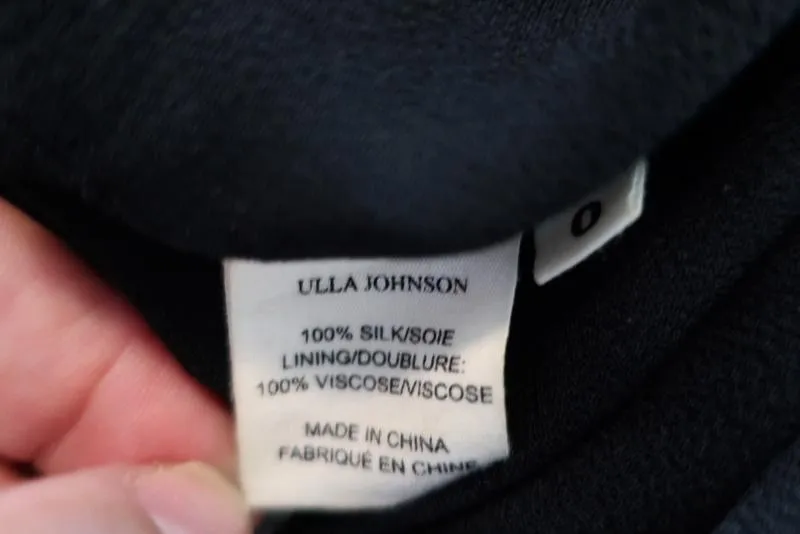 0
ULLA JOHNSON
100% SILK/SOIE
LINING/DOUBLURE:
100% VISCOSE/VISCOSE
MADE IN CHINA
FABRIQUÉ EN CHINE